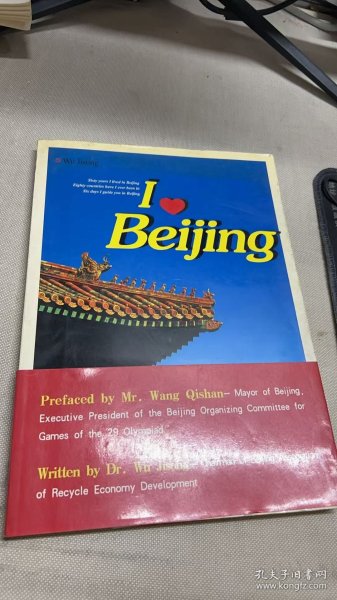 Wu Jisong
Sixty years I lived in Beijing
Eighty countries have I ever been to
Six days I guide you in Beijing
I ❤
Beijing
Prefaced by Mr. Wang Qishan— Mayor of Beijing,
Executive President of the Beijing Organizing Committee for
Games of the 29 Olympiad
Written by Dr. Wu Jisong
of Recycle Economy Development
孔夫子旧书网